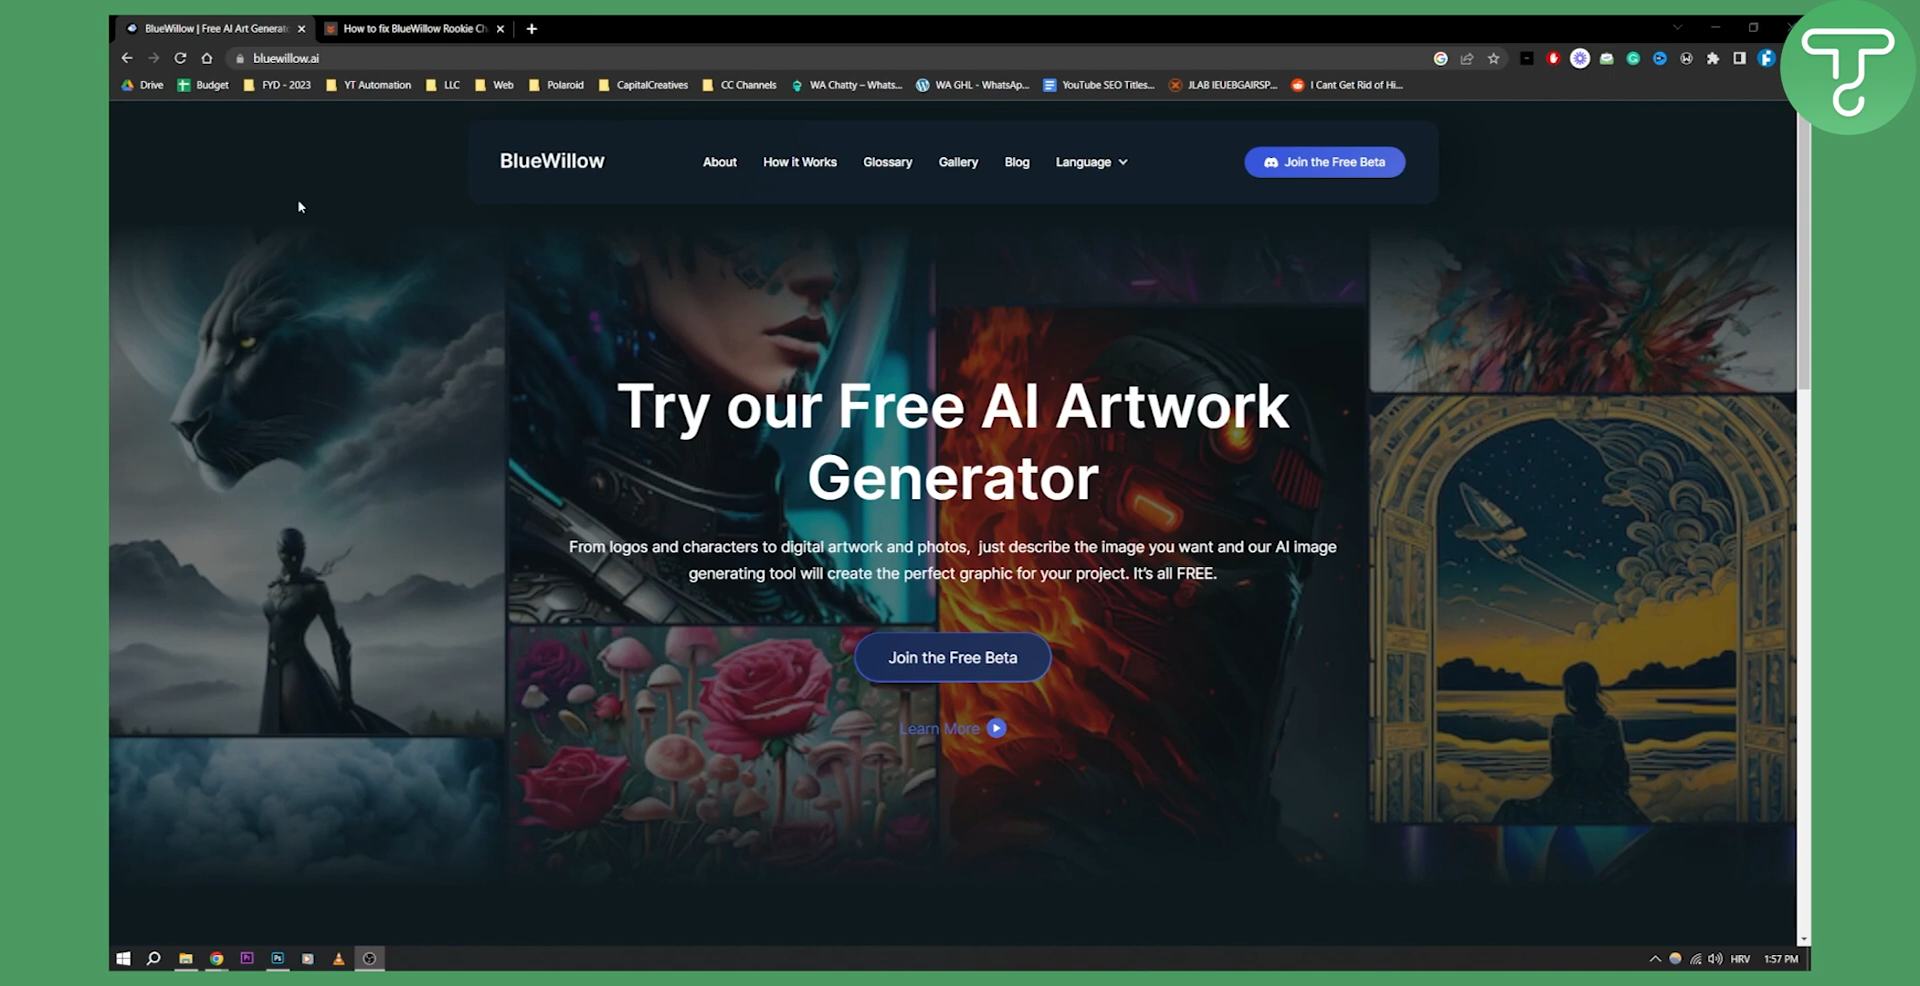 BlueWillow | Free AI Art Generato
How to fix BlueWillow Rookie Ch
bluewillow.ai
Drive
Budget
FYD - 2023
YT Automation
LLC
Web
Polaroid
CapitalCreatives
CC Channels
WA Chatty – Whats...
WA GHL - WhatsAp...
YouTube SEO Titles...
JLAB IEUEBGAIRSP...
I Cant Get Rid of Hi...
BlueWillow
About
How it Works
Glossary
Gallery
Blog
Language
Join the Free Beta
Try our Free AI Artwork
Generator
From logos and characters to digital artwork and photos, just describe the image you want and our AI image
generating tool will create the perfect graphic for your project. It's all FREE.
Join the Free Beta
Learn More
Pr
Ps
HRV
1:57 PM